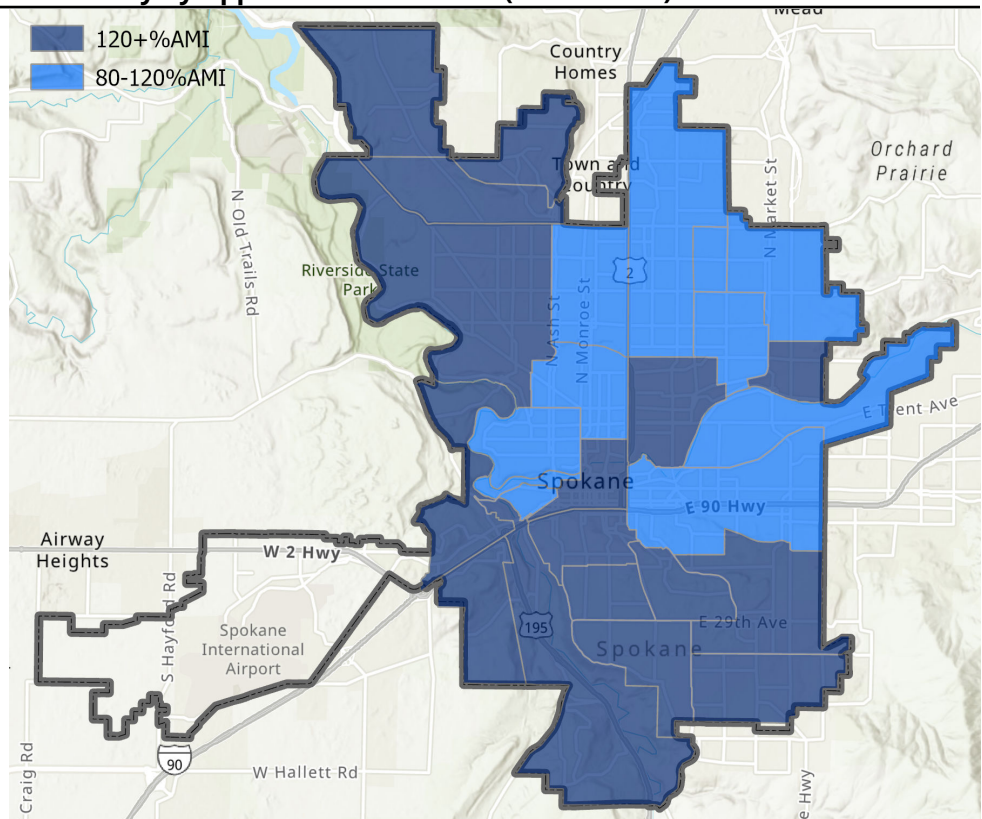 120+%AMI
80-120%AMI
Mead
Country
Homes
Town and
Country
Orchard
Prairie
N Market St
N Old Trails Rd
Riverside State
Park
2
N Ash St
N Monroe St
E Trent Ave
Spokane
E 90 Hwy
Airway
Heights
W 2 Hwy
S Hayford Rd
Spokane
International
Airport
195
E 29th Ave
Spokane
90
W Hallett Rd
Craig Rd
e Hwy